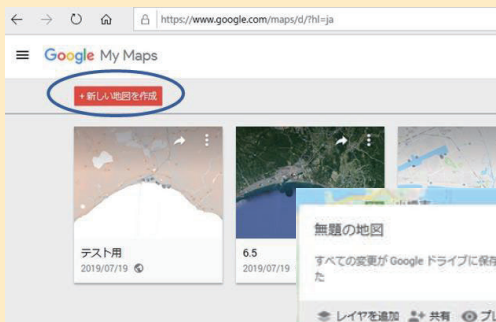 https://www.google.com/maps/d/?hl=ja
Google My Maps
+新しい地図を作成
テスト用
2019/07/19
6.5
2019/07/19
無題の地図
すべての変更が Google ドライブに保存
た
レイヤを追加 共有 プレ